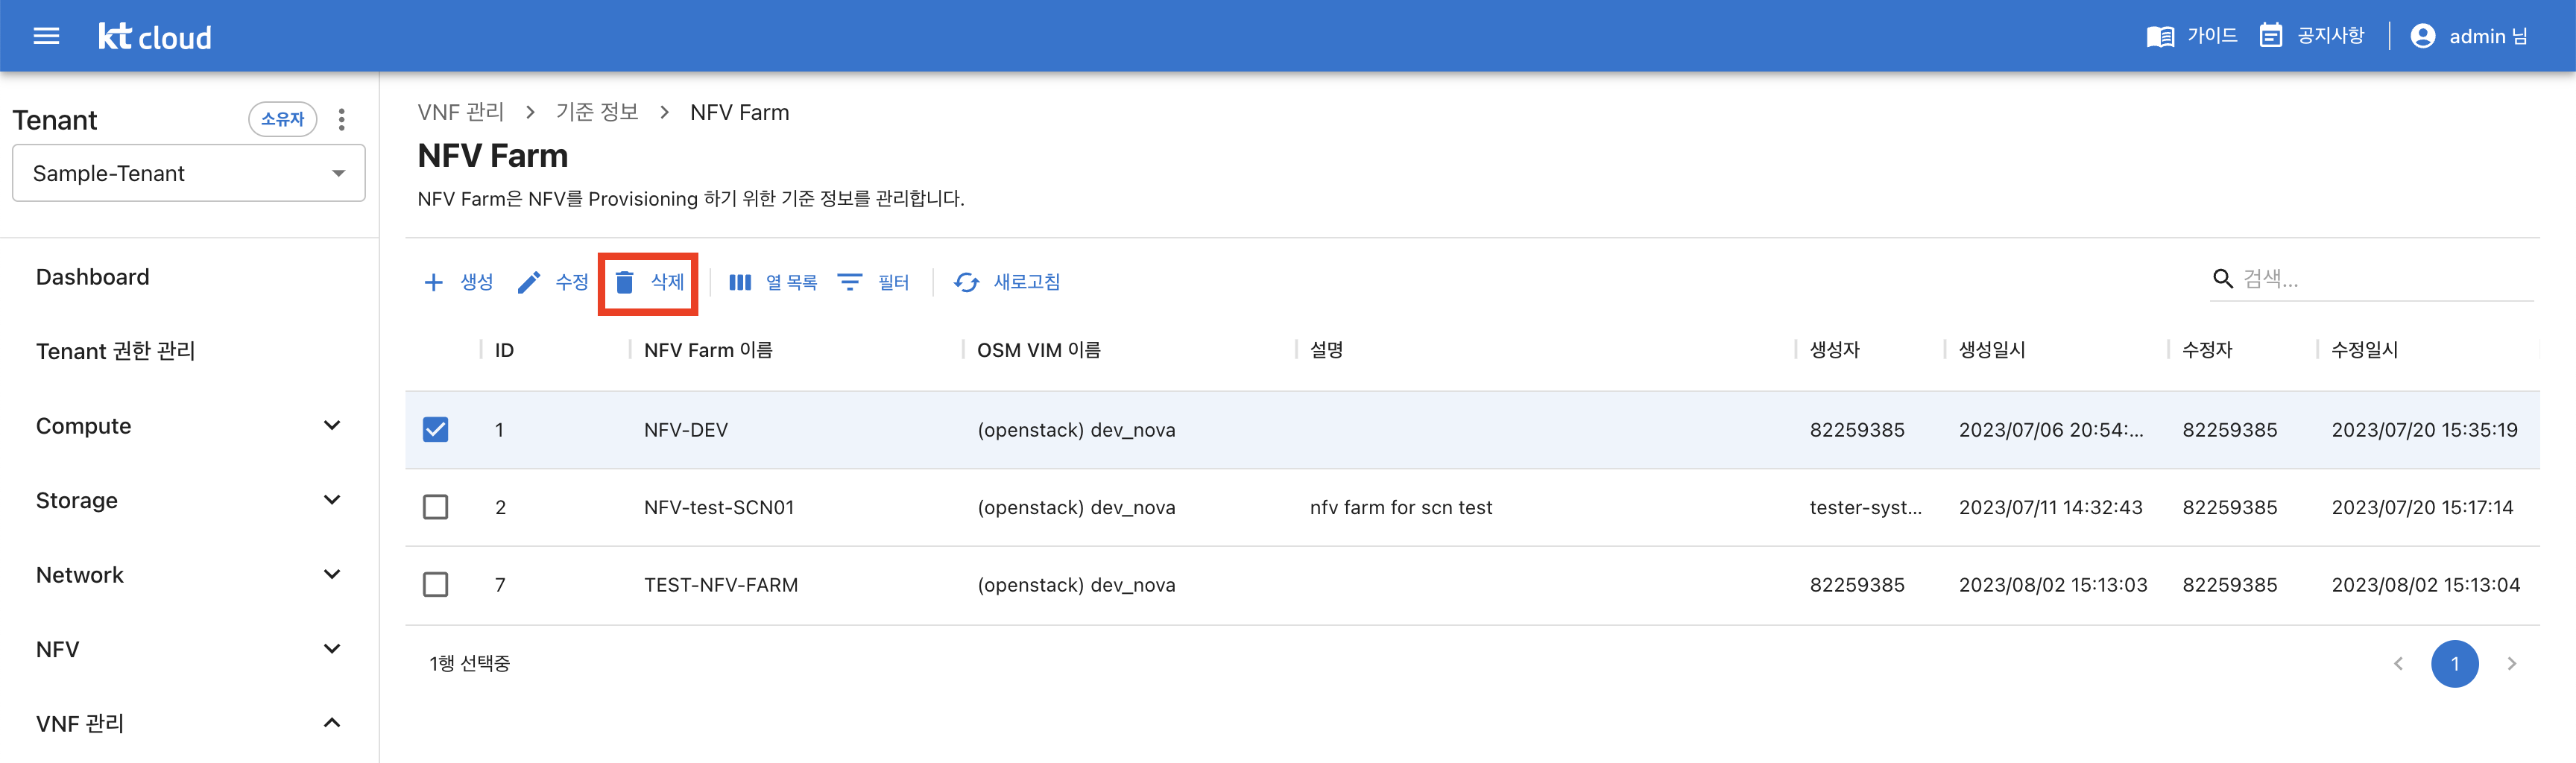 kt cloud
가이드
공지사항
admin 님
Tenant
소유자
Sample-Tenant
Dashboard
Tenant 권한 관리
Compute
Storage
Network
NFV
VNF 관리
VNF 관리 > 기준 정보 > NFV Farm
NFV Farm
NFV Farm은 NFV를 Provisioning 하기 위한 기준 정보를 관리합니다.
생성 수정 삭제 열 목록 필터 새로고침
검색...
ID NFV Farm 이름 OSM VIM 이름 설명 생성자 생성일시 수정자 수정일시
1 NFV-DEV (openstack) dev_nova 82259385 2023/07/06 20:54:... 82259385 2023/07/20 15:35:19
2 NFV-test-SCN01 (openstack) dev_nova nfv farm for scn test tester-syst... 2023/07/11 14:32:43 82259385 2023/07/20 15:17:14
7 TEST-NFV-FARM (openstack) dev_nova 82259385 2023/08/02 15:13:03 82259385 2023/08/02 15:13:04
1행 선택중
1